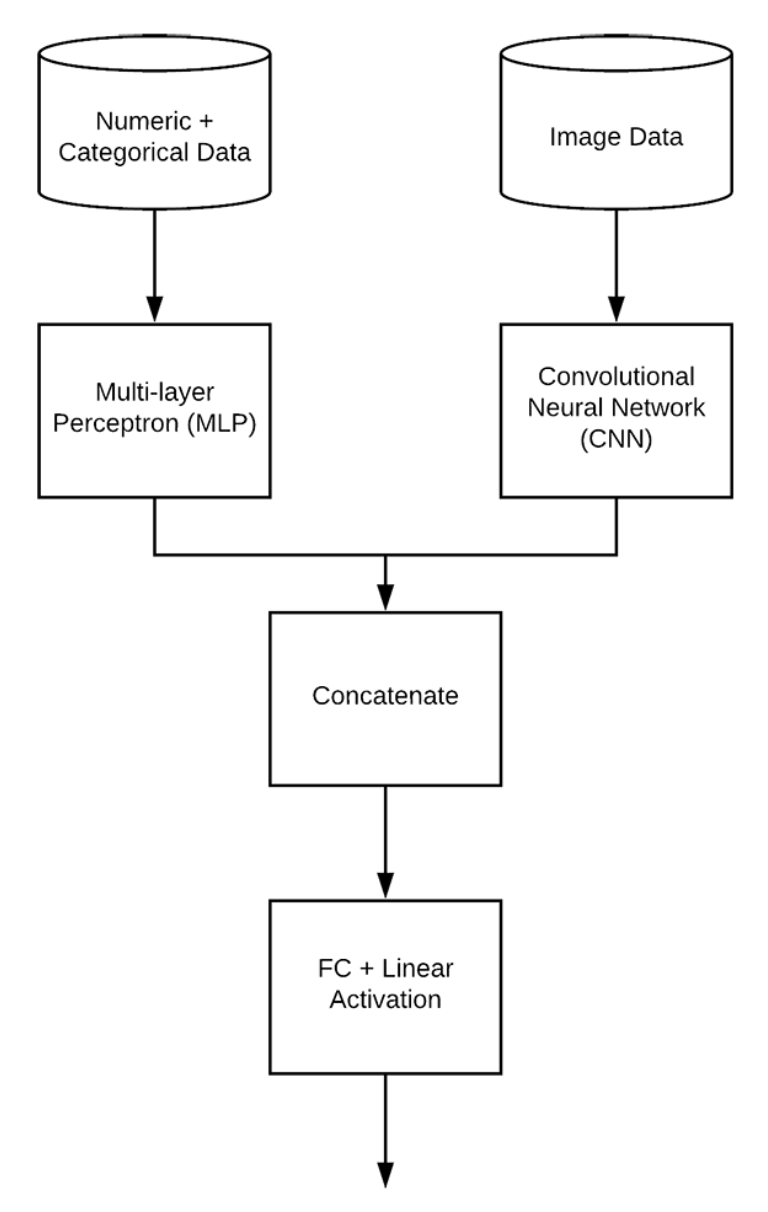 Numeric +
Categorical Data
Image Data
Multi-layer
Perceptron (MLP)
Convolutional
Neural Network
(CNN)
Concatenate
FC + Linear
Activation